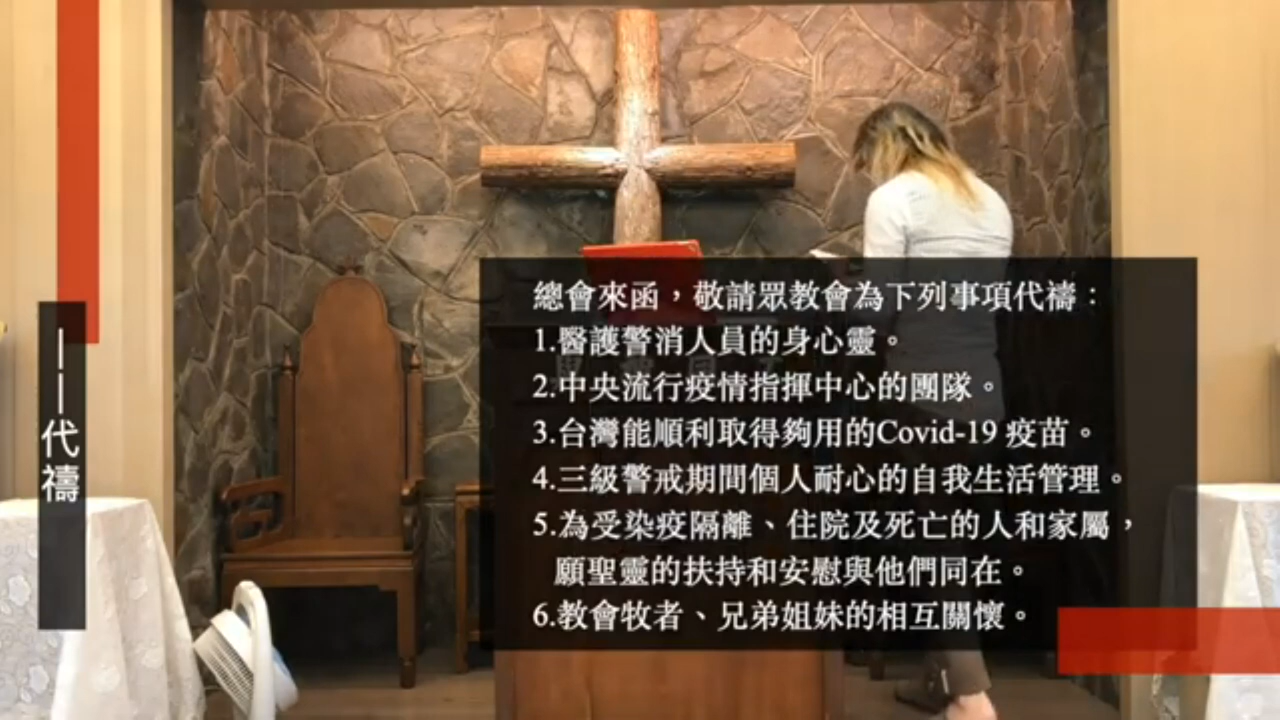 ——代禱
總會來函，敬請眾教會為下列事項代禱：
1.醫護警消人員的身心靈。
2.中央流行疫情指揮中心的團隊。
3.台灣能順利取得夠用的Covid-19 疫苗。
4.三級警戒期間個人耐心的自我生活管理。
5.為受染疫隔離、住院及死亡的人和家屬，
願聖靈的扶持和安慰與他們同在。
6.教會牧者、兄弟姐妹的相互關懷。